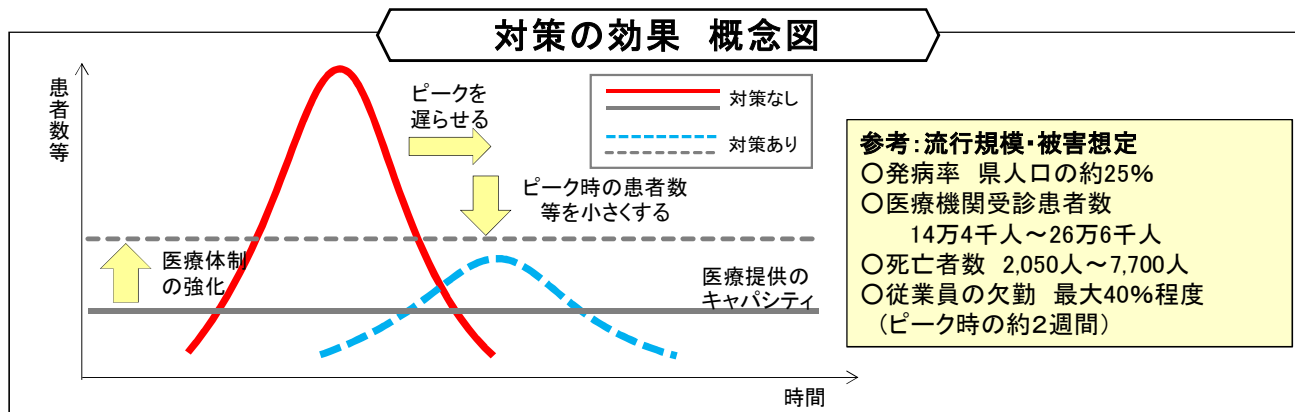 対策の効果 概念図
患者数等
ピークを
遅らせる
対策なし
対策あり
ピーク時の患者数
等を小さくする
医療体制
の強化
医療提供の
キャパシティ
時間
参考:流行規模・被害想定
○発病率 県人口の約25%
○医療機関受診患者数
14万4千人～26万6千人
○死亡者数 2,050人～7,700人
○従業員の欠勤 最大40%程度
(ピーク時の約２週間)